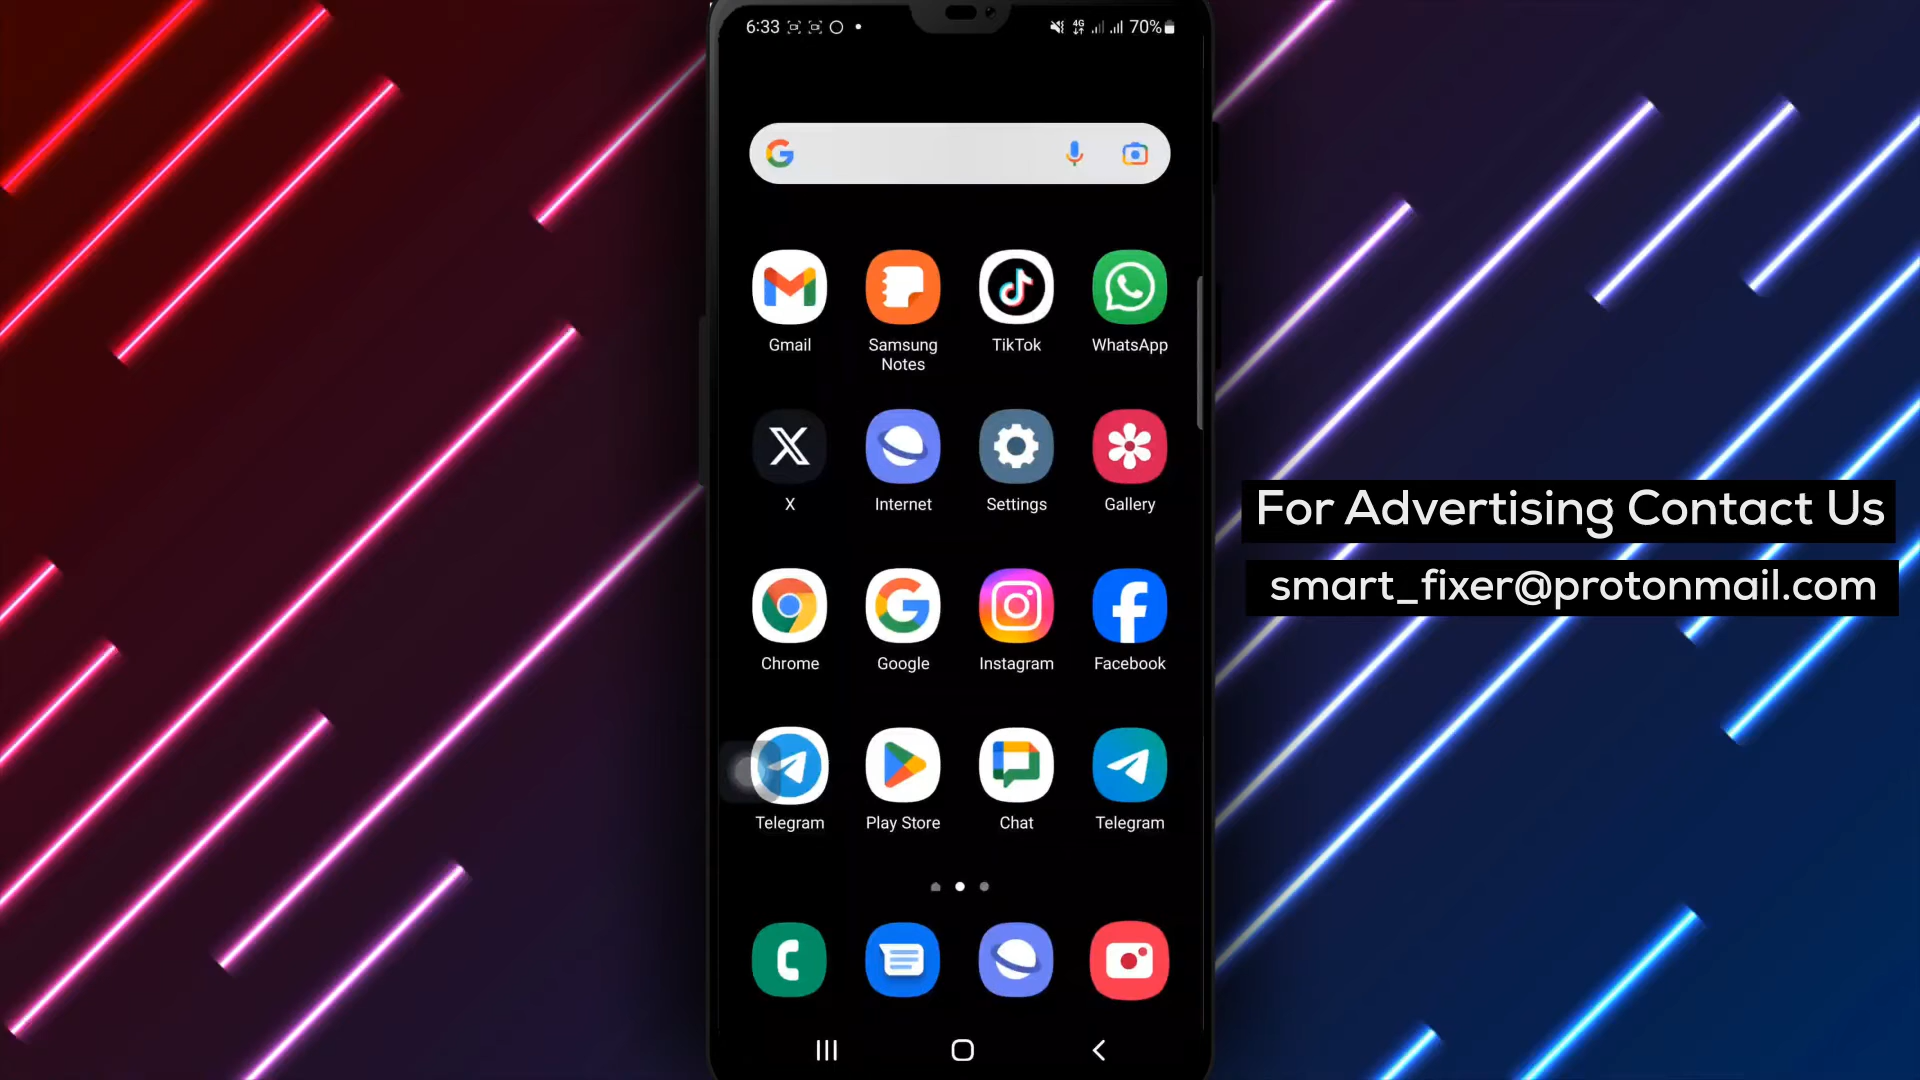 6:33
4G
70%
Gmail
Samsung
Notes
TikTok
WhatsApp
X
Internet
Settings
Gallery
Chrome
Google
Instagram
Facebook
Telegram
Play Store
Chat
Telegram
For Advertising Contact Us
smart_fixer@protonmail.com